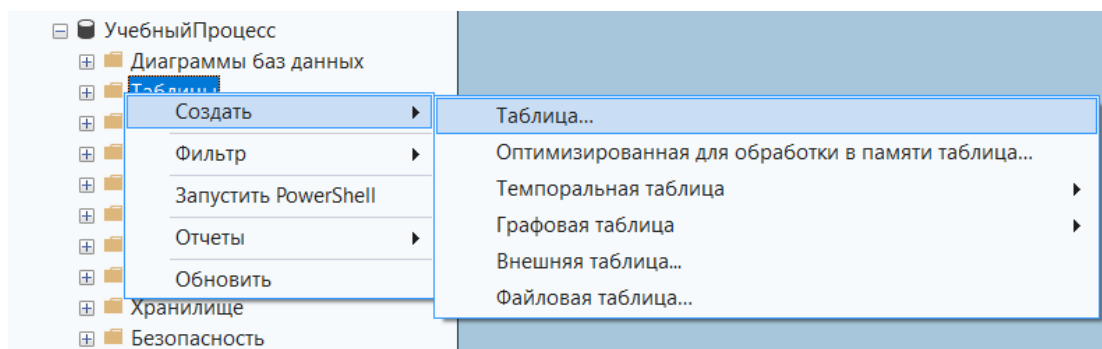 УчебныйПроцесс
Диаграммы баз данных
Таблицы
Создать
Фильтр
Запустить PowerShell
Отчеты
Обновить
Таблица...
Оптимизированная для обработки в памяти таблица...
Темпоральная таблица
Графовая таблица
Внешняя таблица...
Файловая таблица...
Хранилище
Безопасность